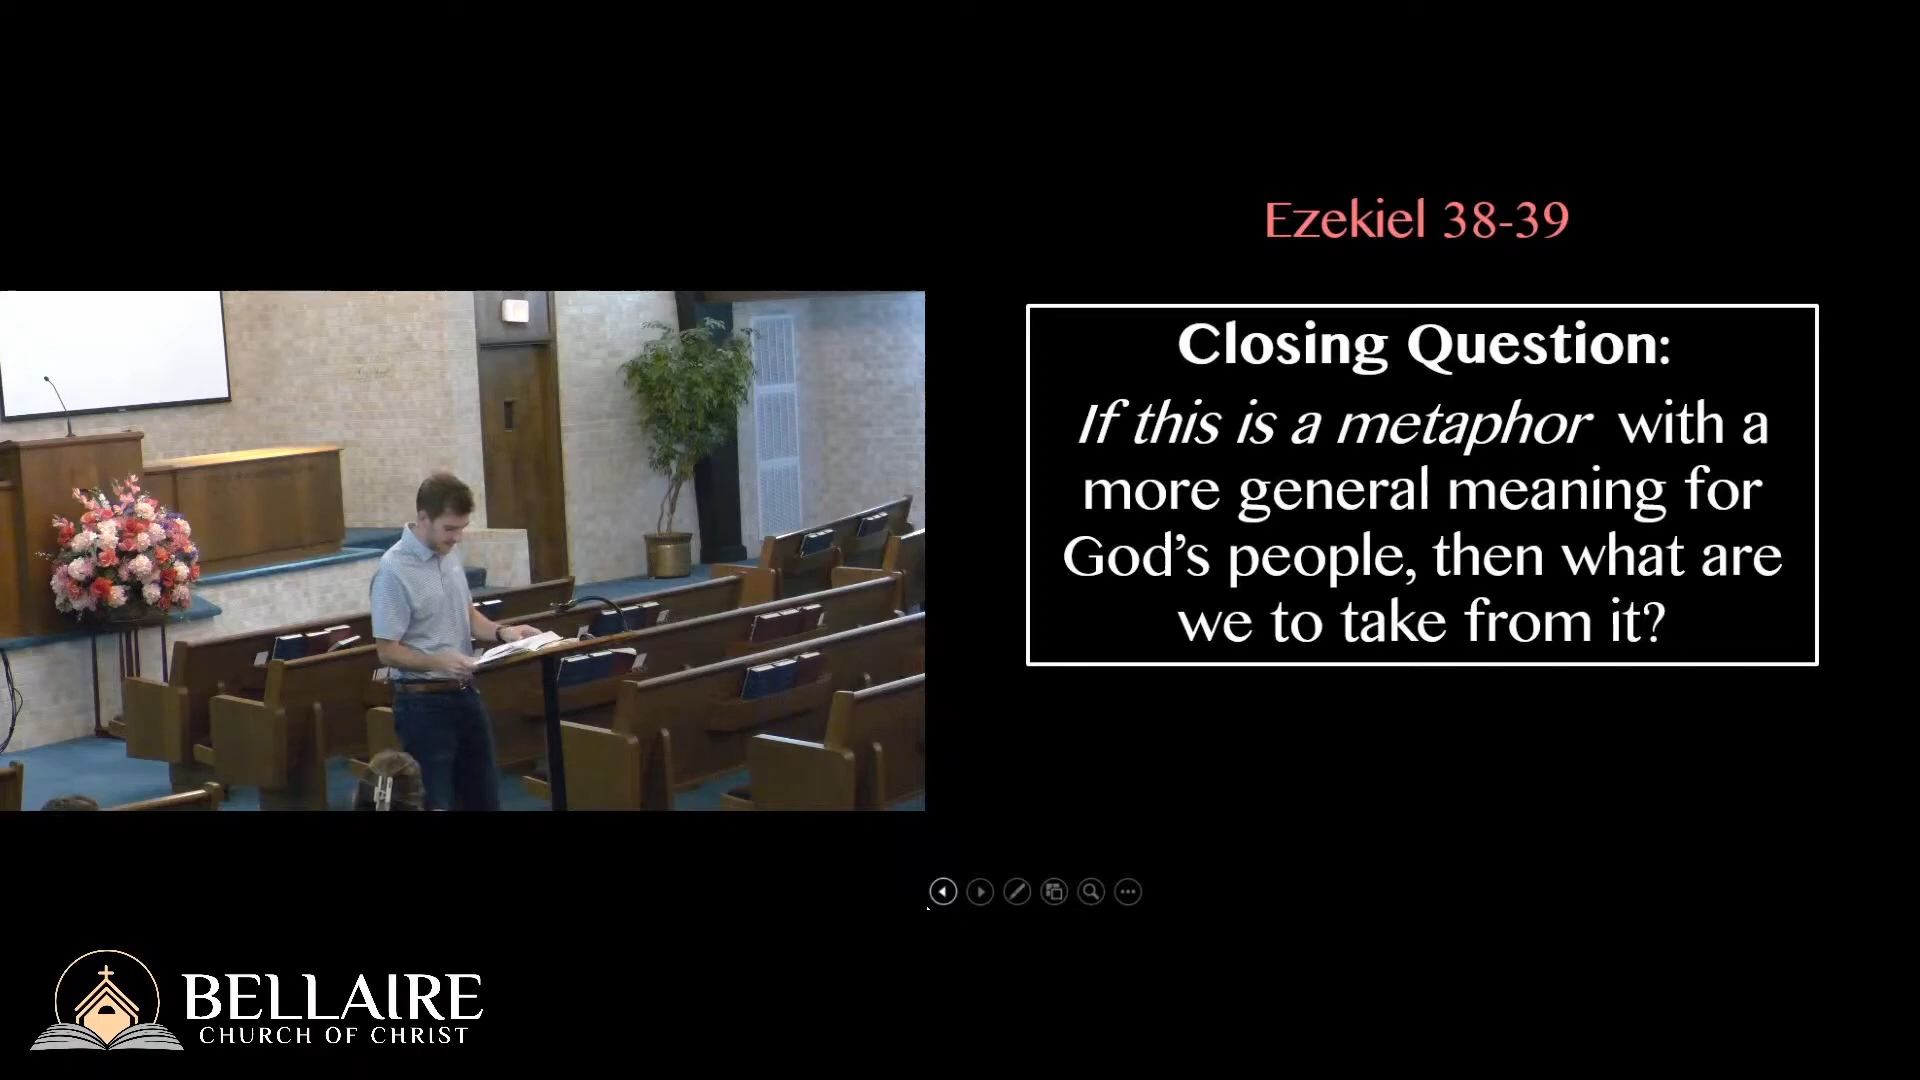 Ezekiel 38-39
Closing Question:
If this is a metaphor with a
more general meaning for
God’s people, then what are
we to take from it?
BELLAIRE
CHURCH OF CHRIST